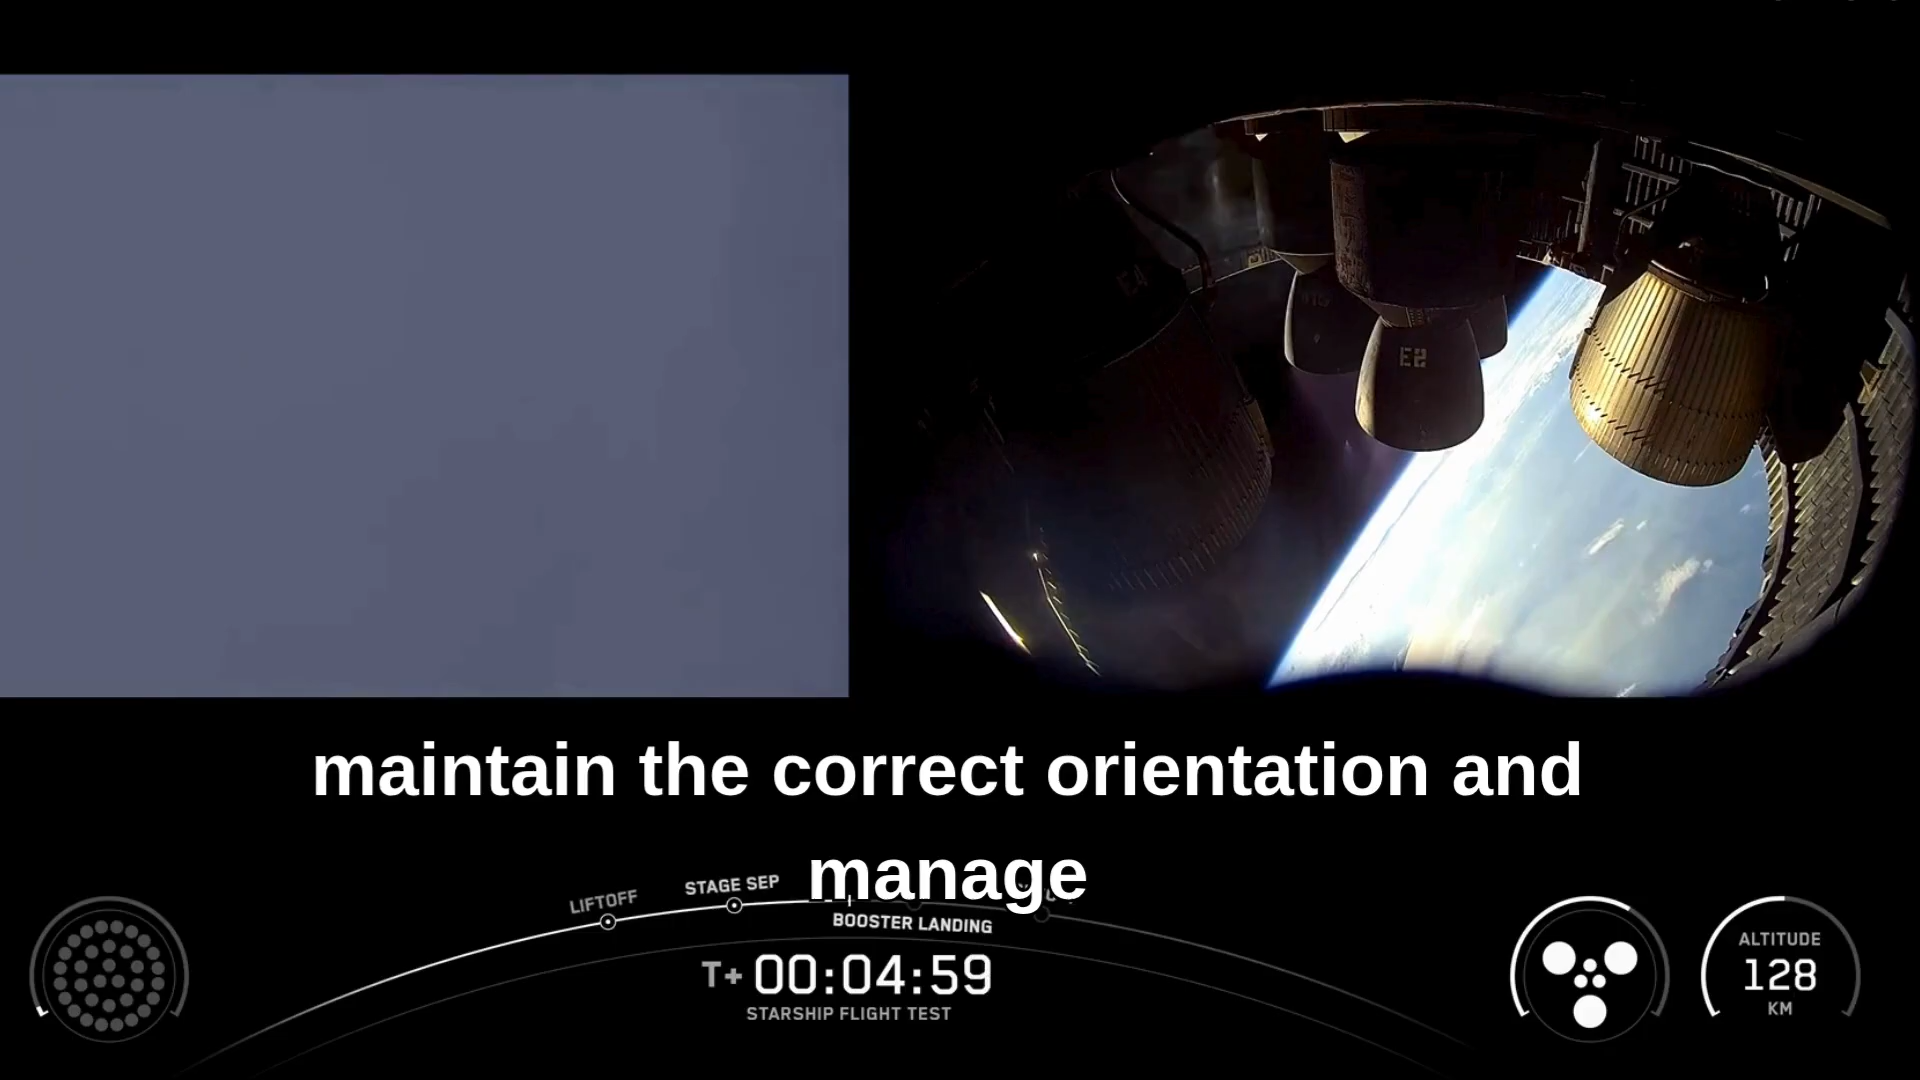 E2
maintain the correct orientation and
manage
LIFTOFF
STAGE SEP
BOOSTER LANDING
T+ 00:04:59
STARSHIP FLIGHT TEST
ALTITUDE
128
KM